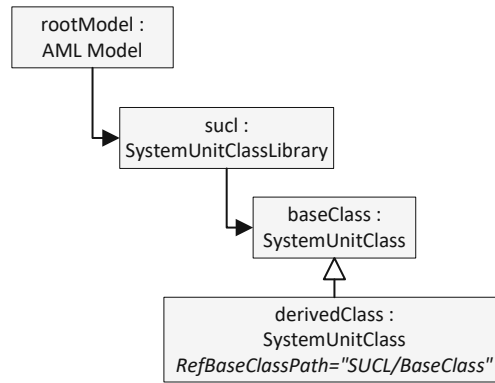 rootModel :
AML Model
sucl :
SystemUnitClassLibrary
baseClass :
SystemUnitClass
derivedClass :
SystemUnitClass
RefBaseClassPath="SUCL/BaseClass"